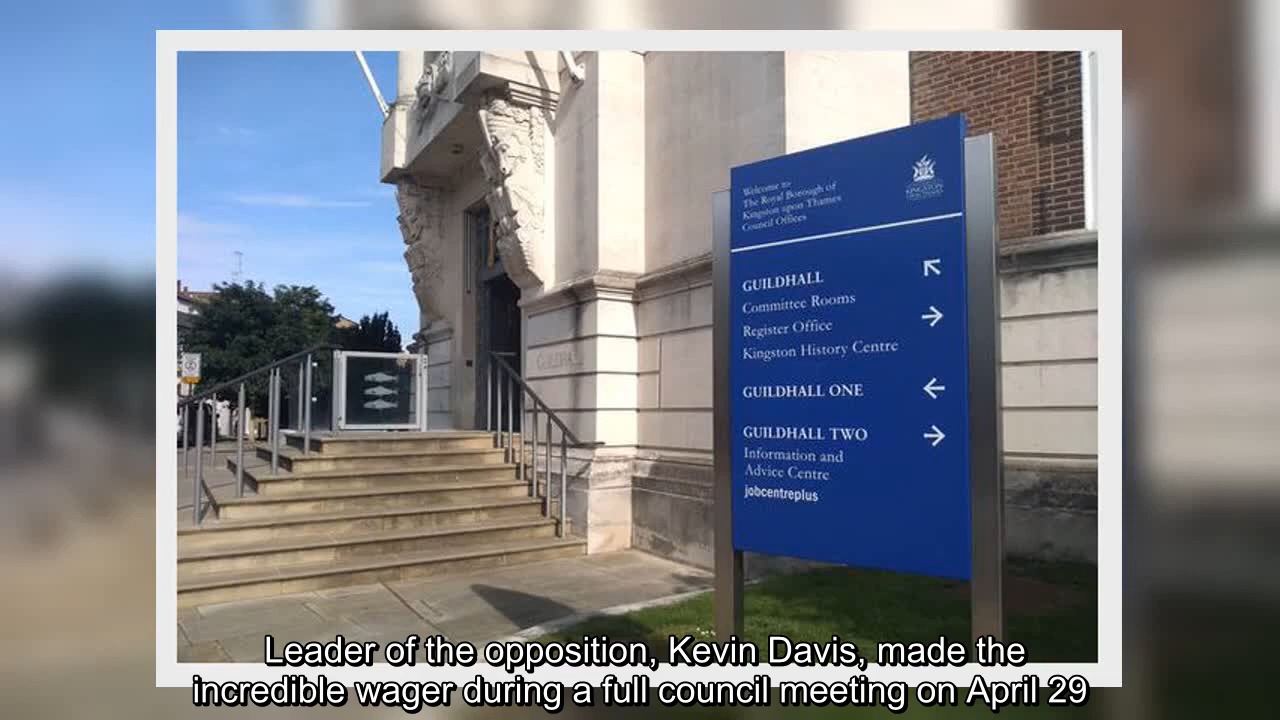 Welcome to
The Royal Borough of
Kingston upon Thames
Council Offices
KINGSTON
GUILDHALL
Committee Rooms
Register Office
Kingston History Centre
GUILDHALL ONE
GUILDHALL TWO
Information and
Advice Centre
jobcentreplus
GUILDHALL
Leader of the opposition, Kevin Davis, made the
incredible wager during a full council meeting on April 29